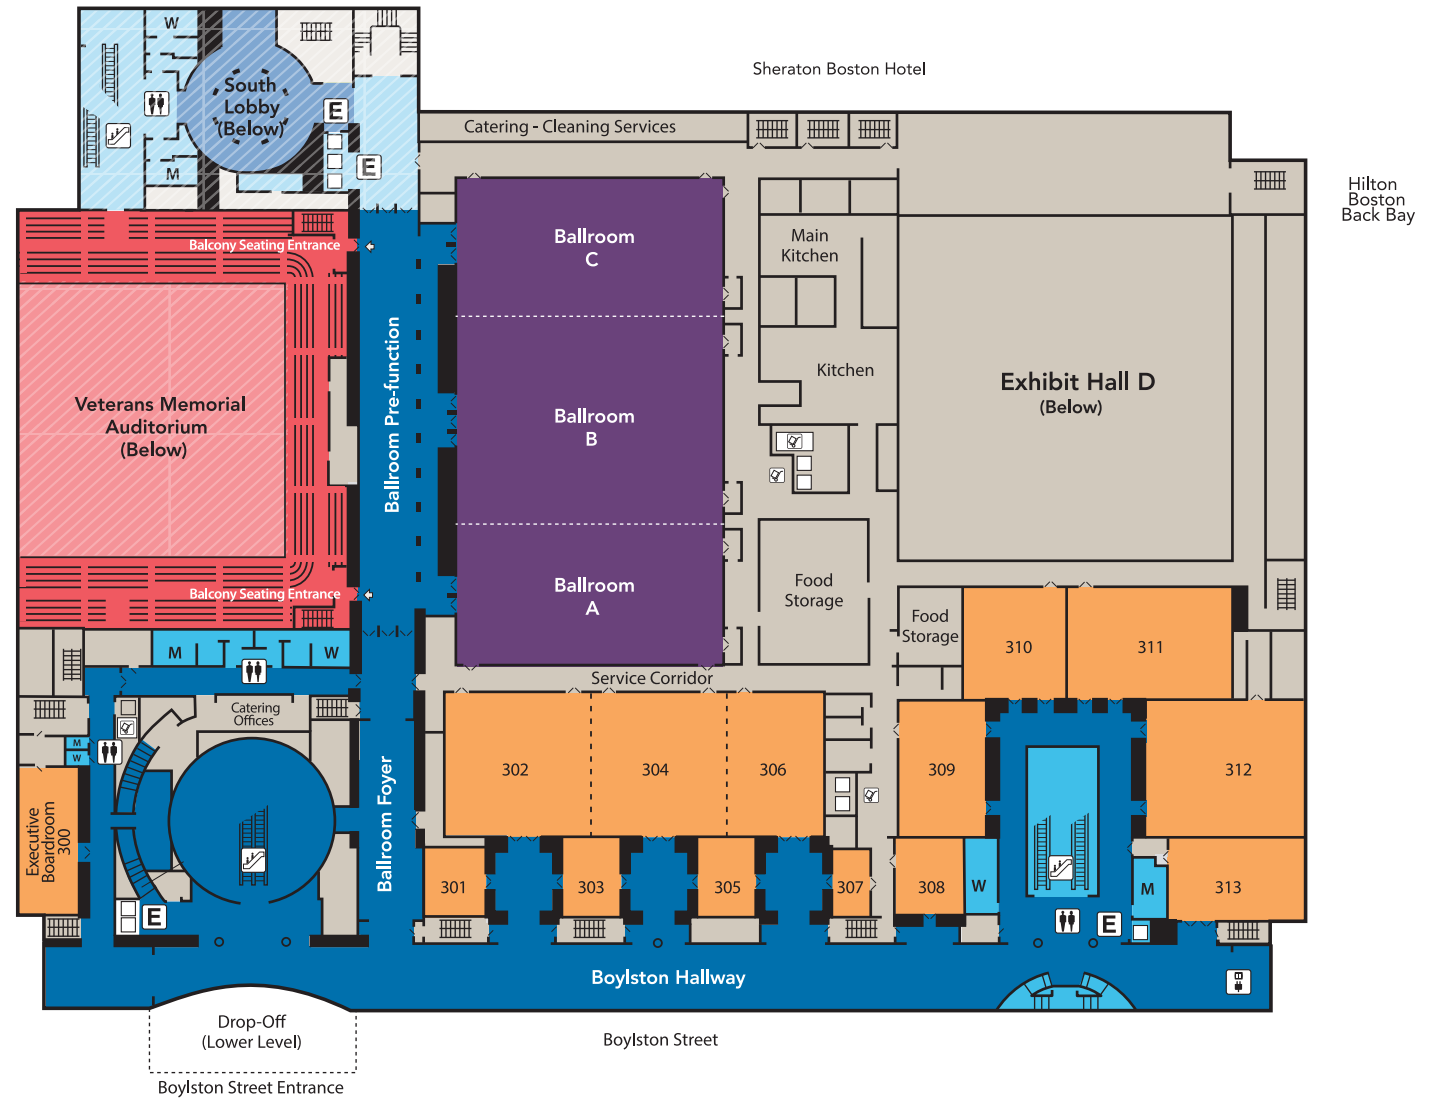 W
South
Lobby
(Below)
E
E
M
Sheraton Boston Hotel
Catering - Cleaning Services
Hilton
Boston
Back Bay
Balcony Seating Entrance
Ballroom
C
Main
Kitchen
Ballroom Pre-function
Kitchen
Exhibit Hall D
(Below)
Veterans Memorial
Auditorium
(Below)
Ballroom
B
Balcony Seating Entrance
Ballroom
A
Food
Storage
Food
Storage
310
311
M
W
Service Corridor
Catering
Offices
M
W
302
304
306
309
312
Ballroom Foyer
Executive
Boardroom
300
301
303
305
307
308
W
M
313
E
E
Boylston Hallway
Drop-Off
(Lower Level)
Boylston Street
Boylston Street Entrance